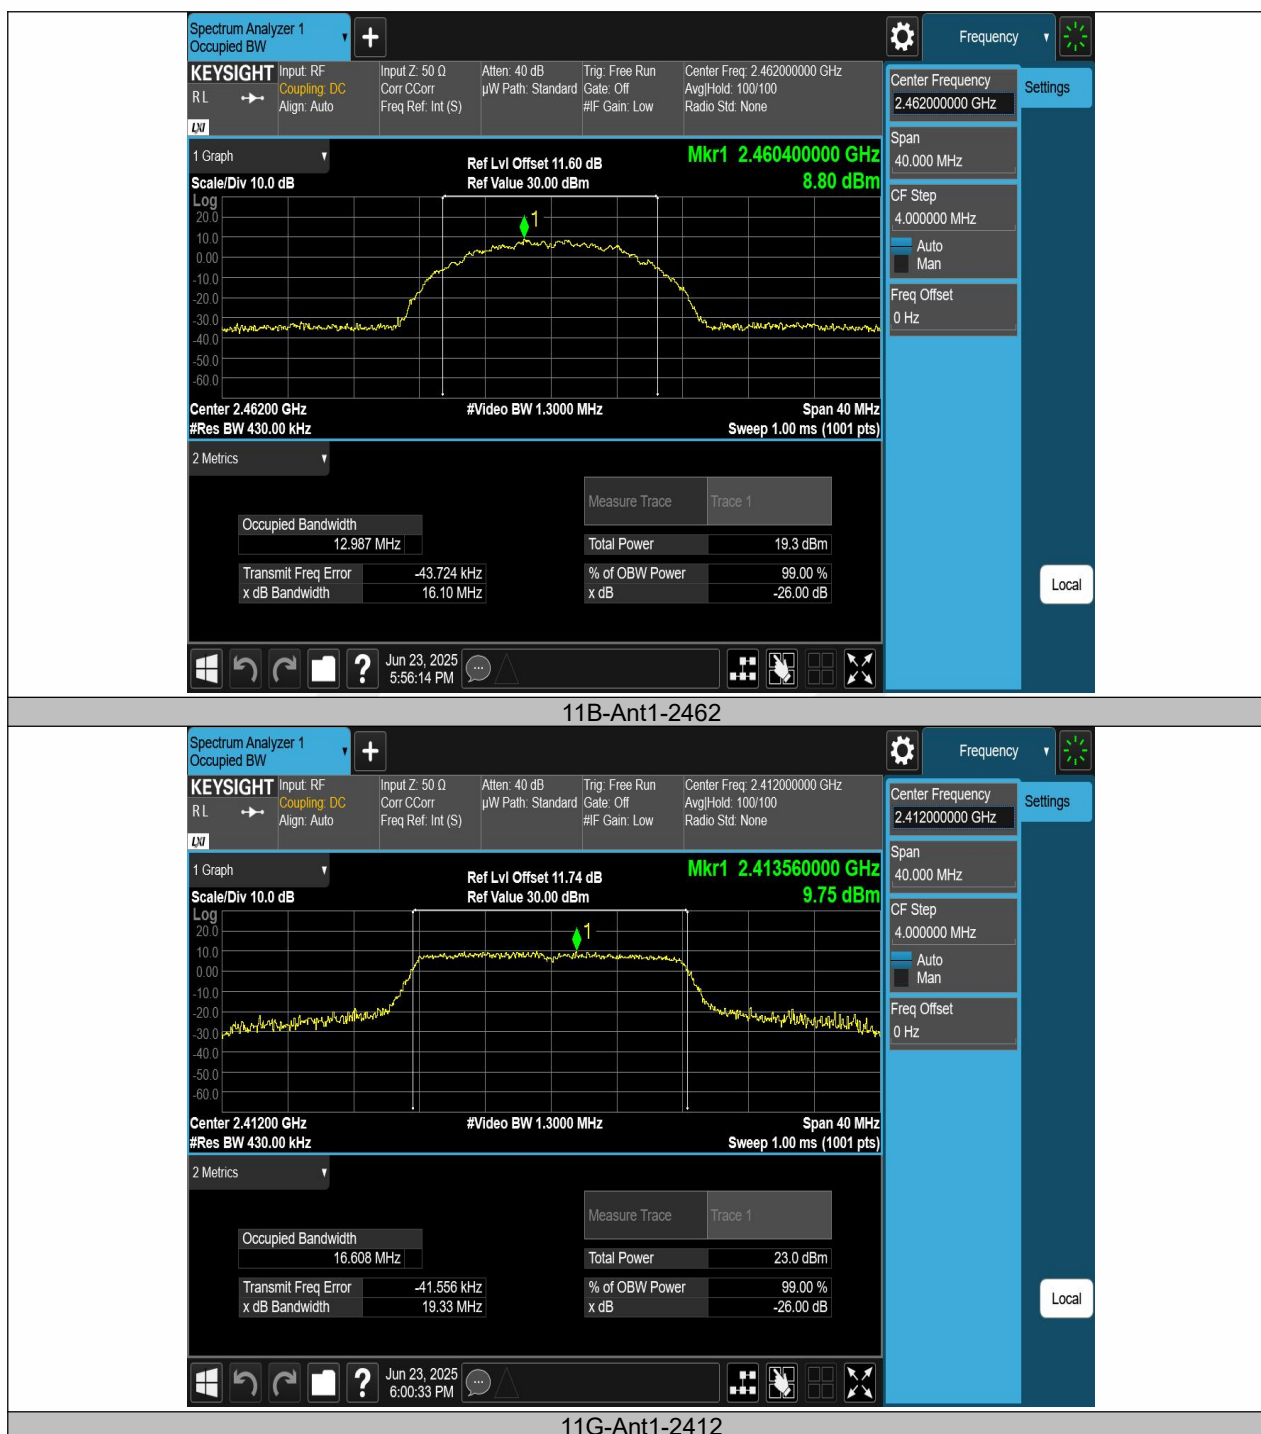 Spectrum Analyzer 1
Occupied BW
Frequency
KEYSIGHT
R L
LXI
Input: RF
Coupling: DC
Align: Auto
Input Z: 50 Ω
Corr CCorr
Freq Ref: Int (S)
Atten: 40 dB
µW Path: Standard
Trig: Free Run
Gate: Off
#IF Gain: Low
Center Freq: 2.462000000 GHz
Avg|Hold: 100/100
Radio Std: None
Center Frequency
2.462000000 GHz
Settings
Span
40.000 MHz
CF Step
4.000000 MHz
Auto
Man
Freq Offset
0 Hz
Local
1 Graph
Scale/Div 10.0 dB
Ref Lvl Offset 11.60 dB
Ref Value 30.00 dBm
Mkr1 2.460400000 GHz
8.80 dBm
Log
20.0
10.0
0.00
-10.0
-20.0
-30.0
-40.0
-50.0
-60.0
1
Center 2.46200 GHz
#Video BW 1.3000 MHz
Span 40 MHz
#Res BW 430.00 kHz
Sweep 1.00 ms (1001 pts)
2 Metrics
Measure Trace Trace 1
Occupied Bandwidth
12.987 MHz
Total Power 19.3 dBm
Transmit Freq Error -43.724 kHz
% of OBW Power 99.00 %
x dB Bandwidth 16.10 MHz
x dB -26.00 dB
Jun 23, 2025
5:56:14 PM
11B-Ant1-2462
Spectrum Analyzer 1
Occupied BW
Frequency
KEYSIGHT
R L
LXI
Input: RF
Coupling: DC
Align: Auto
Input Z: 50 Ω
Corr CCorr
Freq Ref: Int (S)
Atten: 40 dB
µW Path: Standard
Trig: Free Run
Gate: Off
#IF Gain: Low
Center Freq: 2.412000000 GHz
Avg|Hold: 100/100
Radio Std: None
Center Frequency
2.412000000 GHz
Settings
Span
40.000 MHz
CF Step
4.000000 MHz
Auto
Man
Freq Offset
0 Hz
Local
1 Graph
Scale/Div 10.0 dB
Ref Lvl Offset 11.74 dB
Ref Value 30.00 dBm
Mkr1 2.413560000 GHz
9.75 dBm
Log
20.0
10.0
0.00
-10.0
-20.0
-30.0
-40.0
-50.0
-60.0
1
Center 2.41200 GHz
#Video BW 1.3000 MHz
Span 40 MHz
#Res BW 430.00 kHz
Sweep 1.00 ms (1001 pts)
2 Metrics
Measure Trace Trace 1
Occupied Bandwidth
16.608 MHz
Total Power 23.0 dBm
Transmit Freq Error -41.556 kHz
% of OBW Power 99.00 %
x dB Bandwidth 19.33 MHz
x dB -26.00 dB
Jun 23, 2025
6:00:33 PM
11G-Ant1-2412